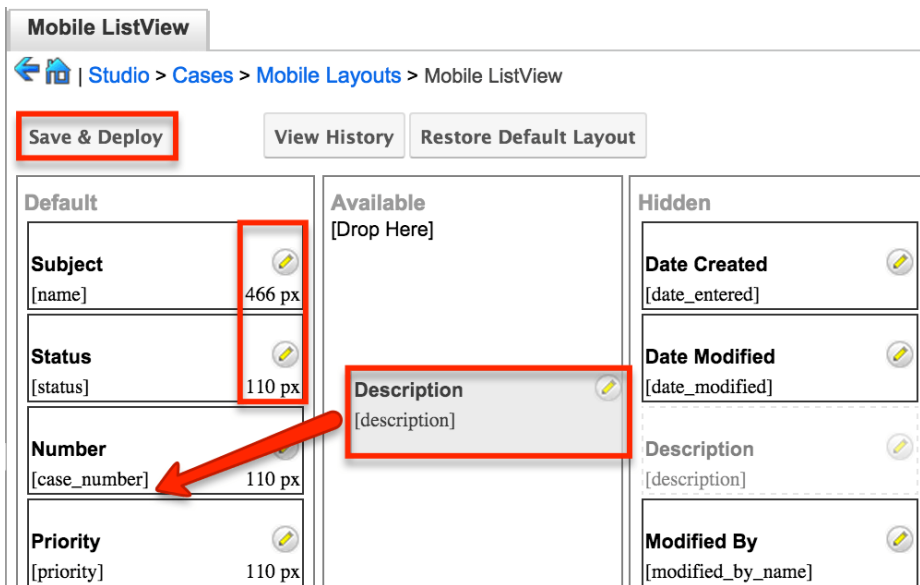 Mobile ListView
| Studio > Cases > Mobile Layouts > Mobile ListView
Save & Deploy
View History
Restore Default Layout
Default
Subject
[name]
466 px
Status
[status]
110 px
Number
[case_number]
110 px
Priority
[priority]
110 px
Available
[Drop Here]
Description
[description]
Hidden
Date Created
[date_entered]
Date Modified
[date_modified]
Description
[description]
Modified By
[modified_by_name]